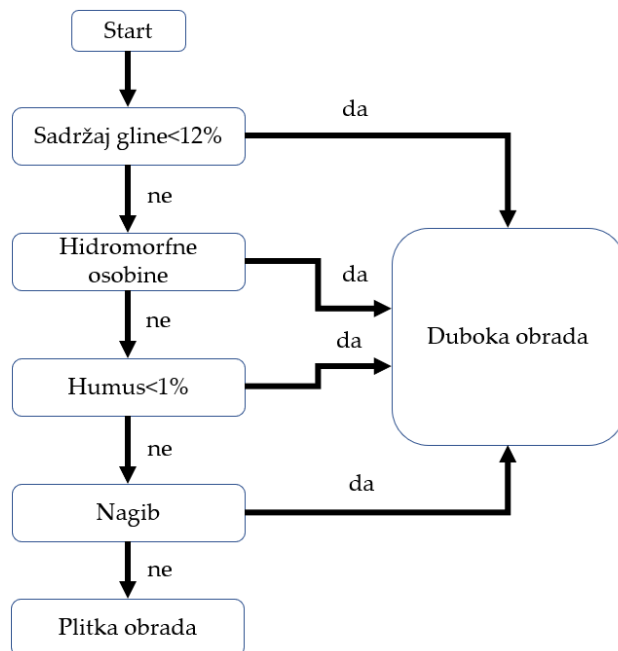 Start
da
Sadržaj gline<12%
ne
Hidromorfne
osobine
da
ne
da
Duboka obrada
Humus<1%
ne
da
Nagib
ne
Plitka obrada